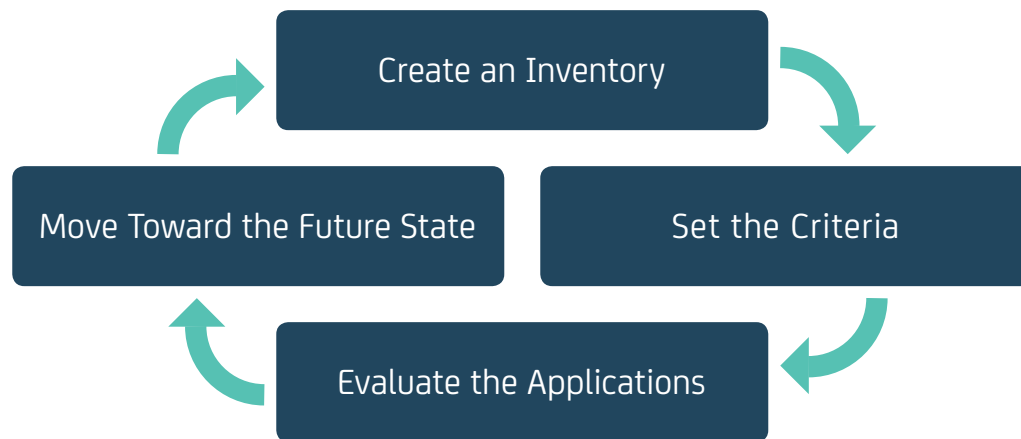 Create an Inventory
Move Toward the Future State
Set the Criteria
Evaluate the Applications